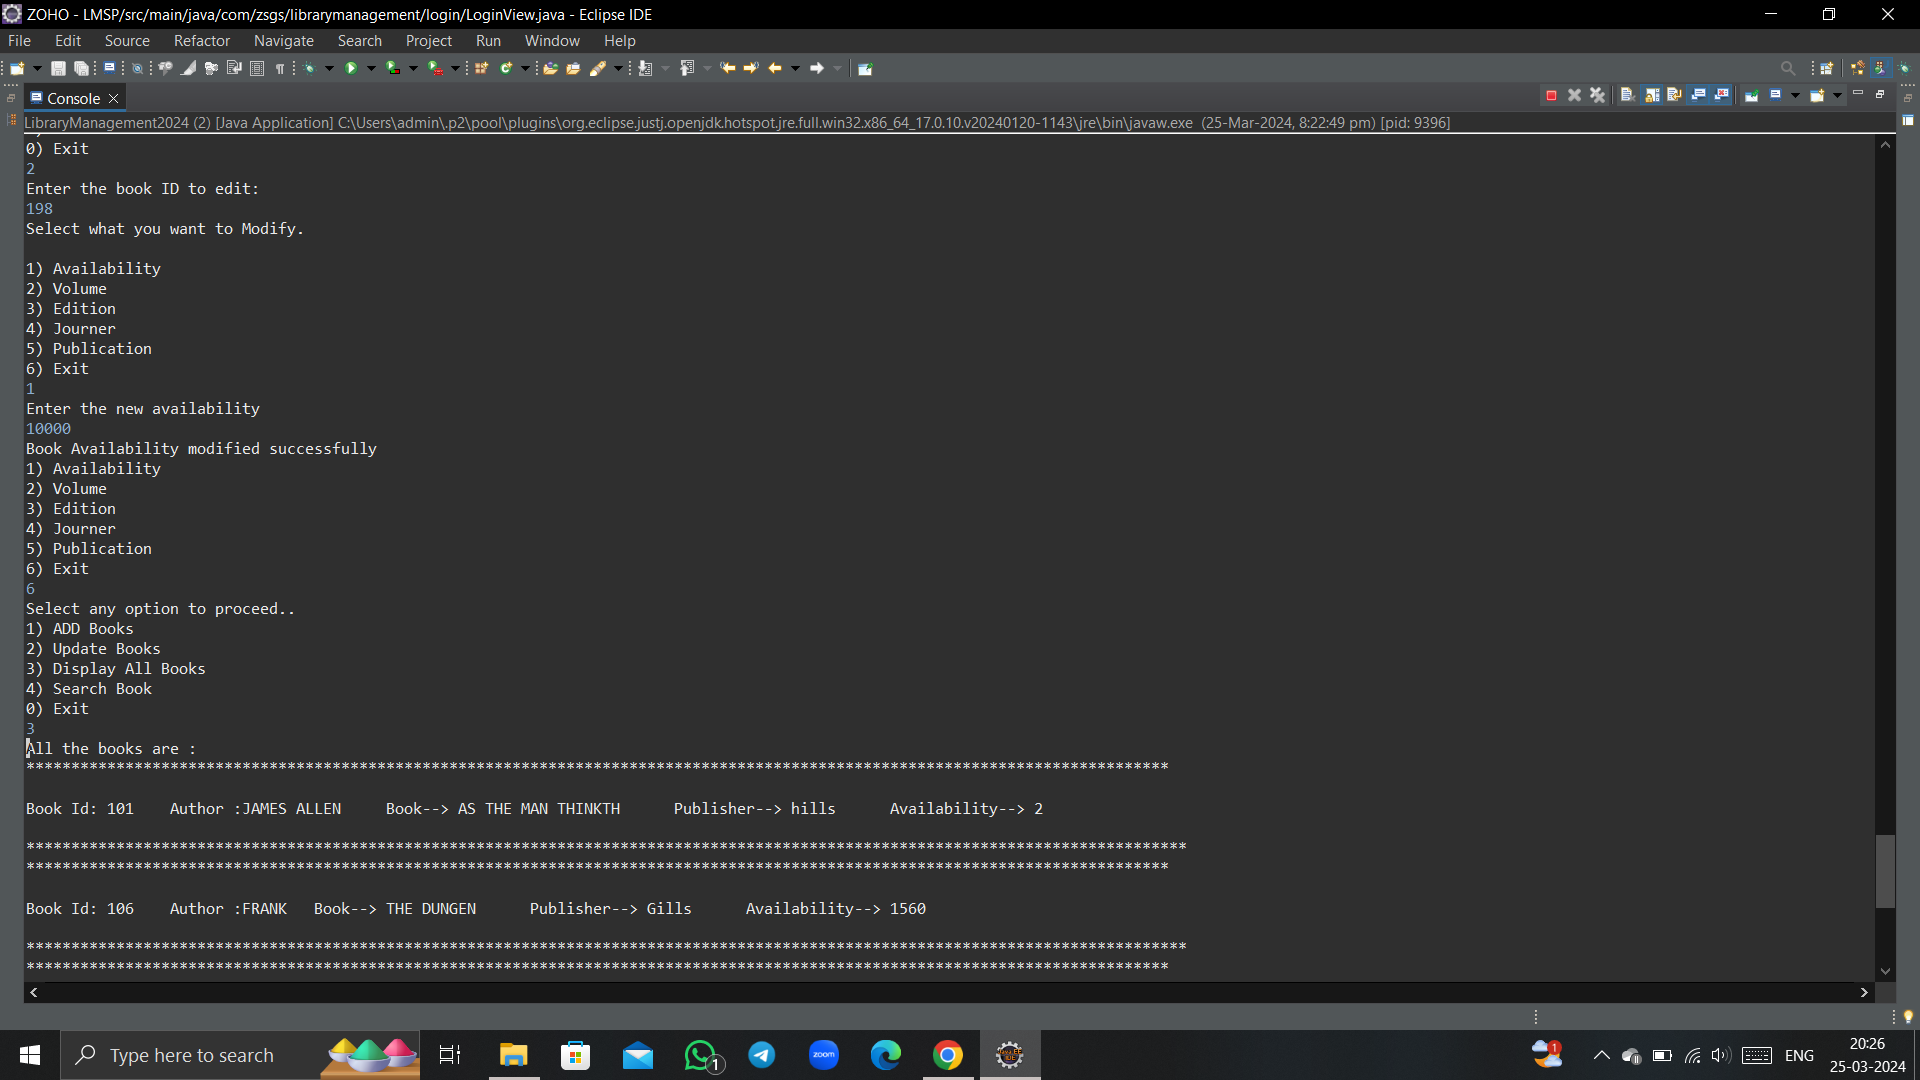 ZOHO - LMSP/src/main/java/com/zsgs/librarymanagement/login/LoginView.java - Eclipse IDE
File Edit Source Refactor Navigate Search Project Run Window Help
Console
LibraryManagement2024 (2) [Java Application] C:\Users\admin\.p2\pool\plugins\org.eclipse.justj.openjdk.hotspot.jre.full.win32.x86_64_17.0.10.v20240120-1143\jre\bin\javaw.exe (25-Mar-2024, 8:22:49 pm) [pid: 9396]
0) Exit
2
Enter the book ID to edit:
198
Select what you want to Modify.
1) Availability
2) Volume
3) Edition
4) Journer
5) Publication
6) Exit
1
Enter the new availability
10000
Book Availability modified successfully
1) Availability
2) Volume
3) Edition
4) Journer
5) Publication
6) Exit
6
Select any option to proceed..
1) ADD Books
2) Update Books
3) Display All Books
4) Search Book
0) Exit
3
All the books are :
*******************************************************************************************************************************
Book Id: 101 Author :JAMES ALLEN Book--> AS THE MAN THINKTH Publisher--> hills Availability--> 2
*********************************************************************************************************************************
*******************************************************************************************************************************
Book Id: 106 Author :FRANK Book--> THE DUNGEN Publisher--> Gills Availability--> 1560
*********************************************************************************************************************************
*******************************************************************************************************************************
Type here to search
zoom
1
1
ENG
20:26
25-03-2024